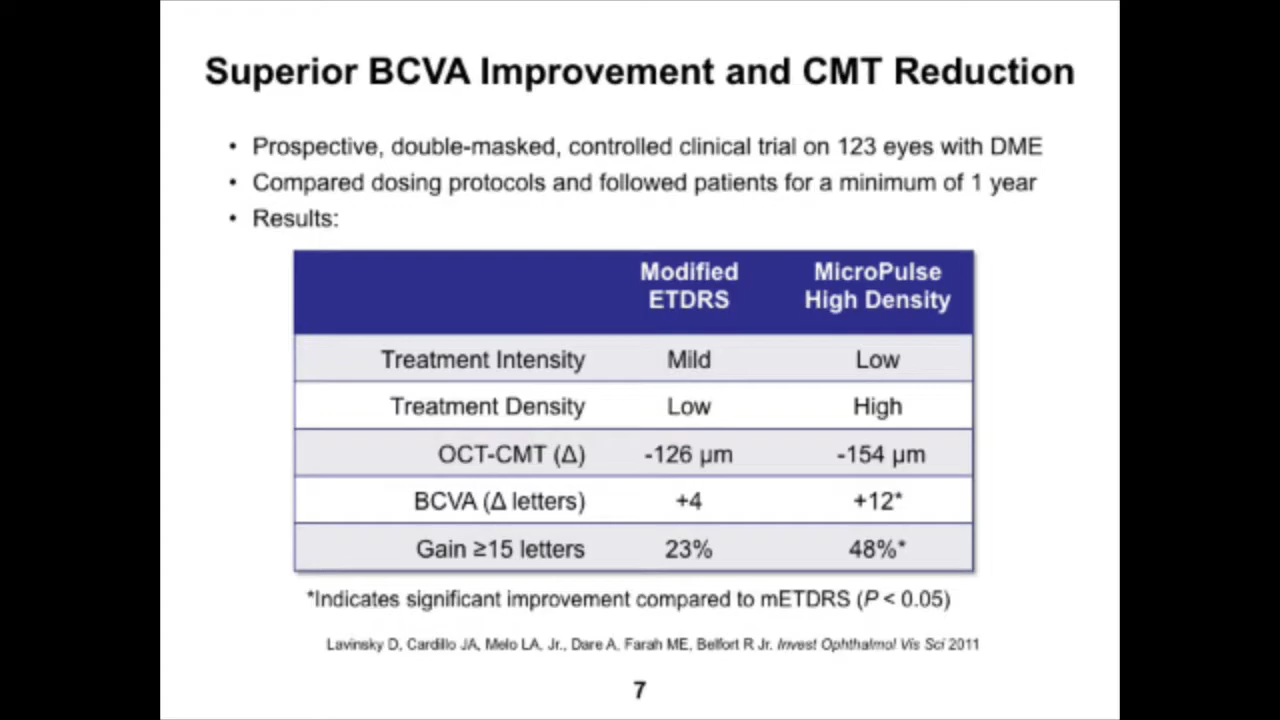 Superior BCVA Improvement and CMT Reduction
• Prospective, double-masked, controlled clinical trial on 123 eyes with DME
• Compared dosing protocols and followed patients for a minimum of 1 year
• Results:
Modified ETDRS MicroPulse High Density
Treatment Intensity Mild Low
Treatment Density Low High
OCT-CMT (Δ) -126 µm -154 µm
BCVA (Δ letters) +4 +12*
Gain ≥15 letters 23% 48%*
*Indicates significant improvement compared to mETDRS (P < 0.05)
Lavinsky D, Cardillo JA, Melo LA, Jr., Dare A, Farah ME, Belfort R Jr. Invest Ophthalmol Vis Sci 2011
7